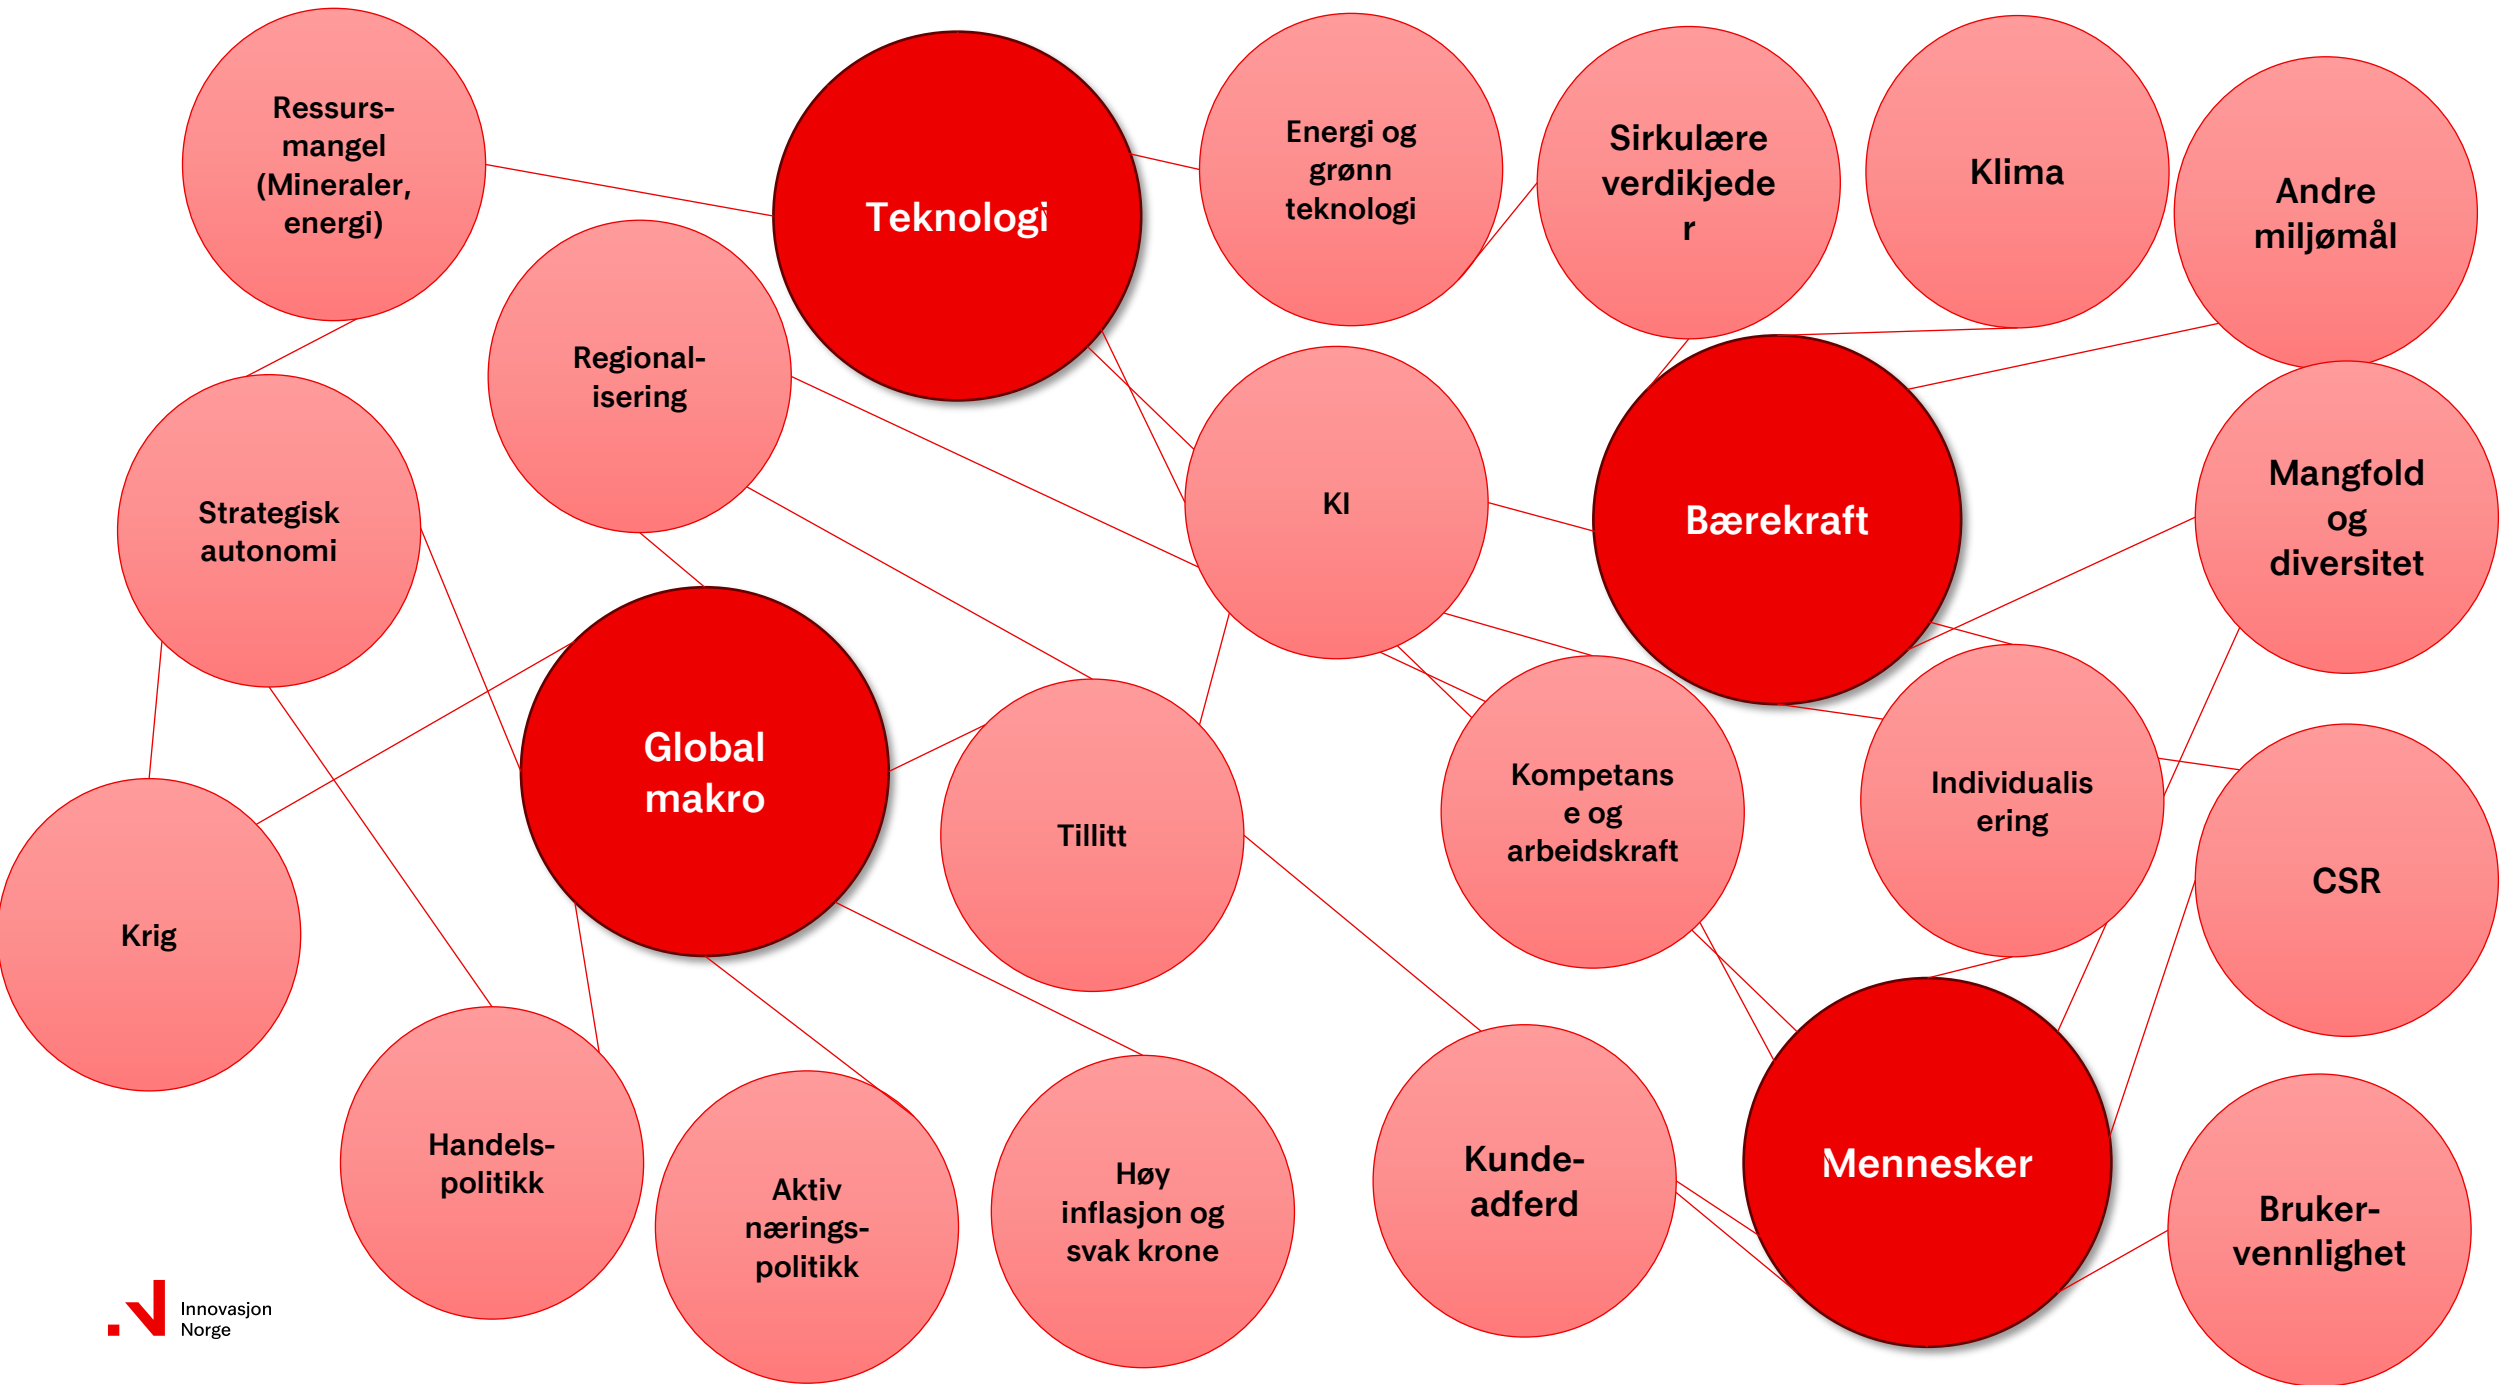 Ressurs-
mangel
(Mineraler,
energi)
Teknologi
Energi og
grønn
teknologi
Sirkulære
verdikjede
r
Klima
Andre
miljømål
Regional-
isering
Strategisk
autonomi
KI
Bærekraft
Mangfold
og
diversitet
Global
makro
Tillitt
Kompetans
e og
arbeidskraft
Individualis
ering
CSR
Krig
Handels-
politikk
Aktiv
nærings-
politikk
Høy
inflasjon og
svak krone
Kunde-
adferd
Mennesker
Bruker-
vennlighet
Innovasjon
Norge